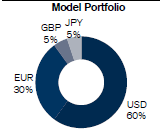 Model Portfolio
JPY
5%
GBP
5%
EUR
30%
USD
60%